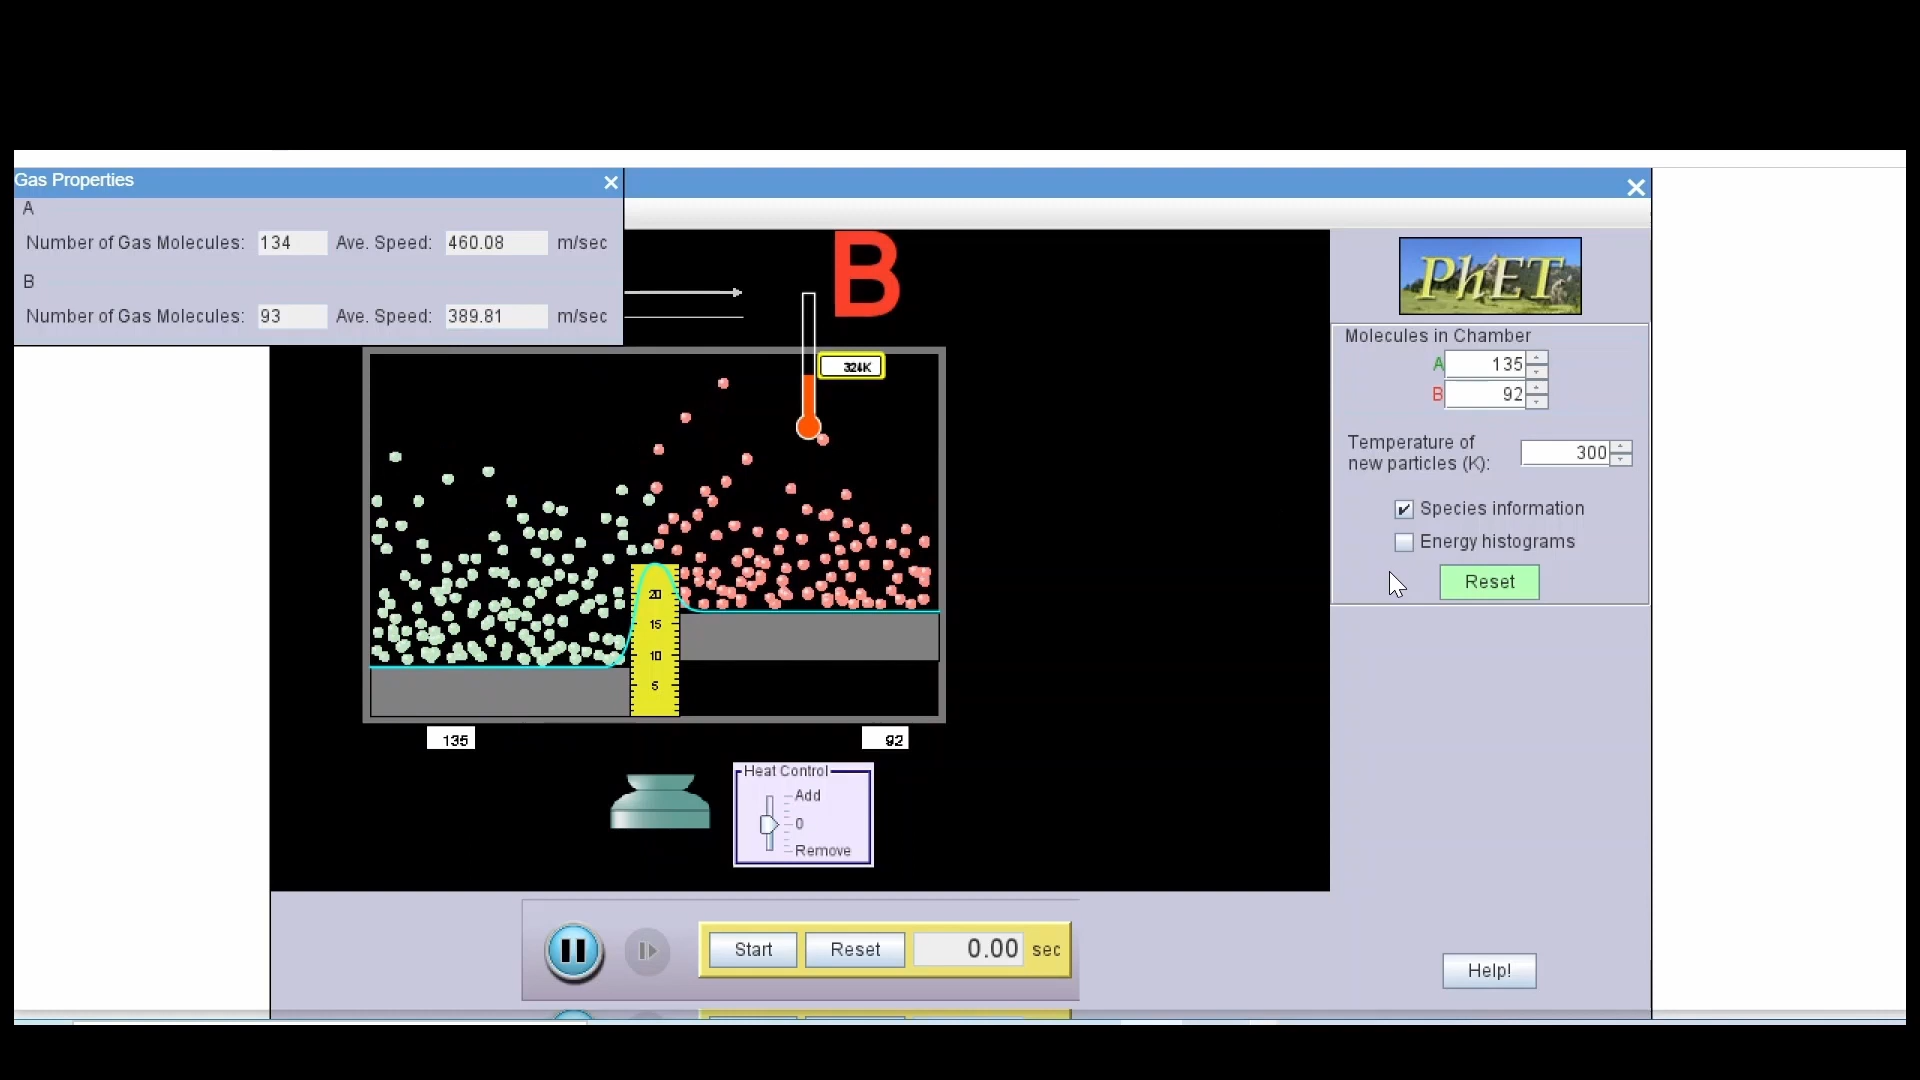 Gas Properties
A
Number of Gas Molecules: 134 Ave. Speed: 460.08 m/sec
B
Number of Gas Molecules: 93 Ave. Speed: 389.81 m/sec
B
PhET
Molecules in Chamber
A 135
B 92
Temperature of
new particles (K): 300
Species information
Energy histograms
Reset
20
15
10
5
135
92
Heat Control
Add
0
Remove
Start Reset 0.00 sec
Help!